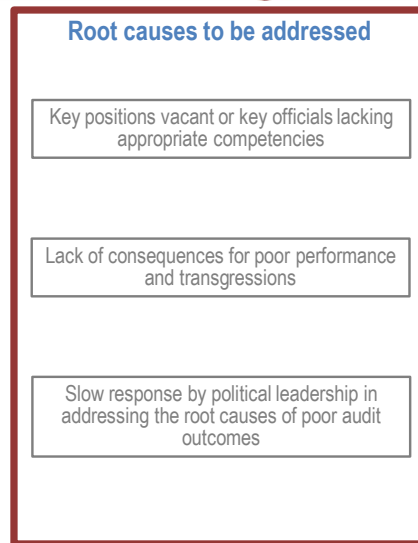 Root causes to be addressed
Key positions vacant or key officials lacking
appropriate competencies
Lack of consequences for poor performance
and transgressions
Slow response by political leadership in
addressing the root causes of poor audit
outcomes